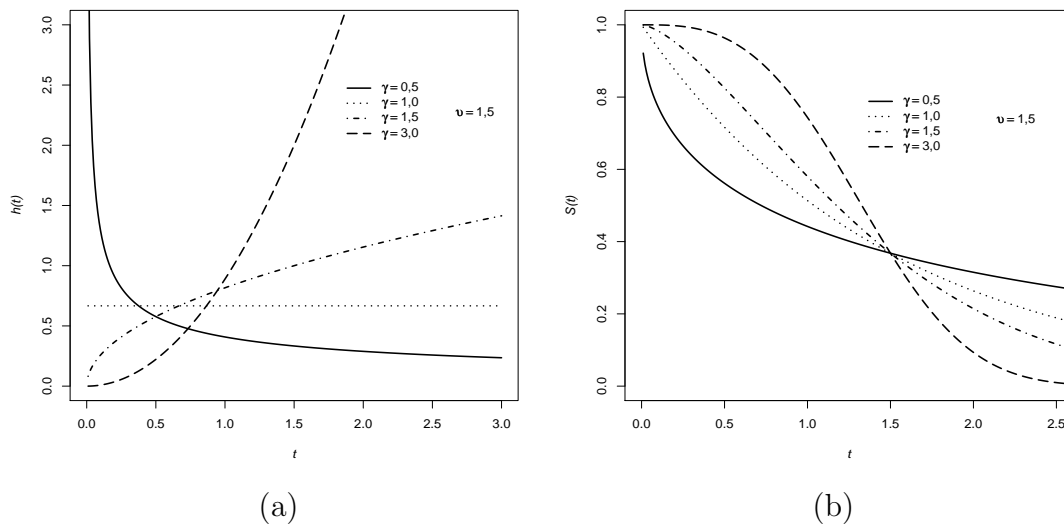 h(t)
3.0
2.5
2.0
1.5
1.0
0.5
0.0
γ = 0,5
γ = 1,0
γ = 1,5
γ = 3,0
υ = 1,5
0.0 0.5 1.0 1.5 2.0 2.5 3.0
t
(a)
S(t)
1.0
0.8
0.6
0.4
0.2
0.0
γ = 0,5
γ = 1,0
γ = 1,5
γ = 3,0
υ = 1,5
0.0 0.5 1.0 1.5 2.0 2.5
t
(b)